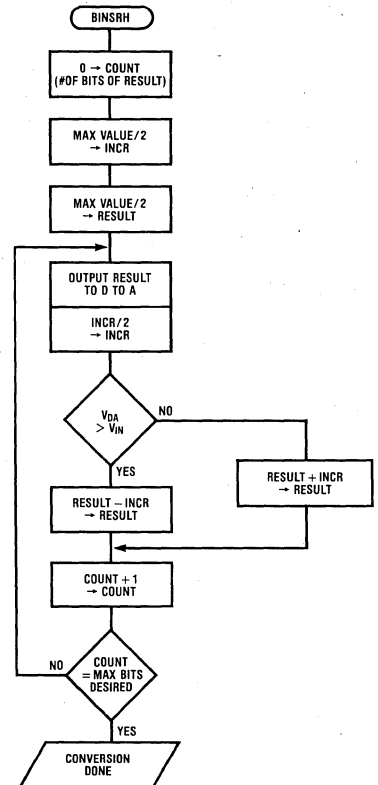 BINSRH
0 → COUNT
(#OF BITS OF RESULT)
MAX VALUE/2
→ INCR
MAX VALUE/2
→ RESULT
OUTPUT RESULT
TO D TO A
INCR/2
→ INCR
VDA
> VIN
NO
YES
RESULT + INCR
→ RESULT
RESULT − INCR
→ RESULT
COUNT + 1
→ COUNT
NO
COUNT
= MAX BITS
DESIRED
YES
CONVERSION
DONE